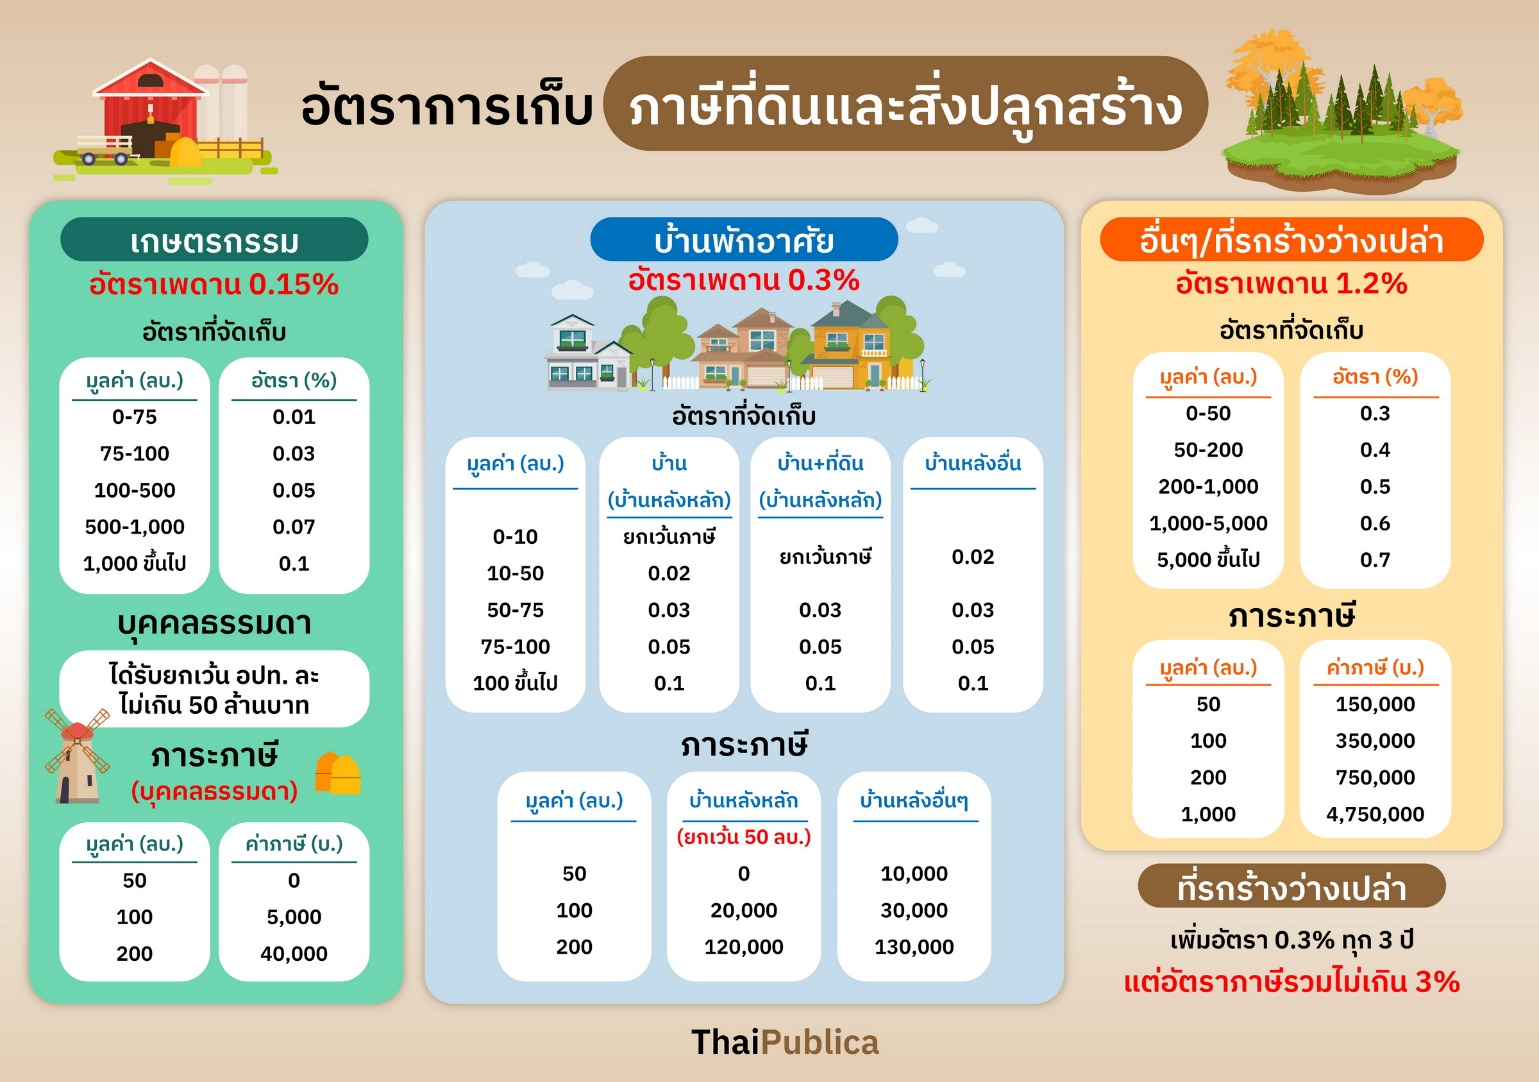 อัตราการเก็บ ภาษีที่ดินและสิ่งปลูกสร้าง
เกษตรกรรม
อัตราเพดาน 0.15%
อัตราที่จัดเก็บ
มูลค่า (ลบ.) อัตรา (%)
0-75 0.01
75-100 0.03
100-500 0.05
500-1,000 0.07
1,000 ขึ้นไป 0.1
บุคคลธรรมดา
ได้รับยกเว้น อปท. ละ
ไม่เกิน 50 ล้านบาท
ภาระภาษี
(บุคคลธรรมดา)
มูลค่า (ลบ.) ค่าภาษี (บ.)
50 0
100 5,000
200 40,000
บ้านพักอาศัย
อัตราเพดาน 0.3%
อัตราที่จัดเก็บ
มูลค่า (ลบ.) บ้าน บ้าน+ที่ดิน บ้านหลังอื่น
(บ้านหลังหลัก) (บ้านหลังหลัก)
0-10 ยกเว้นภาษี
ยกเว้นภาษี 0.02
10-50 0.02
50-75 0.03 0.03 0.03
75-100 0.05 0.05 0.05
100 ขึ้นไป 0.1 0.1 0.1
ภาระภาษี
มูลค่า (ลบ.) บ้านหลังหลัก บ้านหลังอื่นๆ
(ยกเว้น 50 ลบ.)
50 0 10,000
100 20,000 30,000
200 120,000 130,000
อื่นๆ/ที่รกร้างว่างเปล่า
อัตราเพดาน 1.2%
อัตราที่จัดเก็บ
มูลค่า (ลบ.) อัตรา (%)
0-50 0.3
50-200 0.4
200-1,000 0.5
1,000-5,000 0.6
5,000 ขึ้นไป 0.7
ภาระภาษี
มูลค่า (ลบ.) ค่าภาษี (บ.)
50 150,000
100 350,000
200 750,000
1,000 4,750,000
ที่รกร้างว่างเปล่า
เพิ่มอัตรา 0.3% ทุก 3 ปี
แต่อัตราภาษีรวมไม่เกิน 3%
ThaiPublica